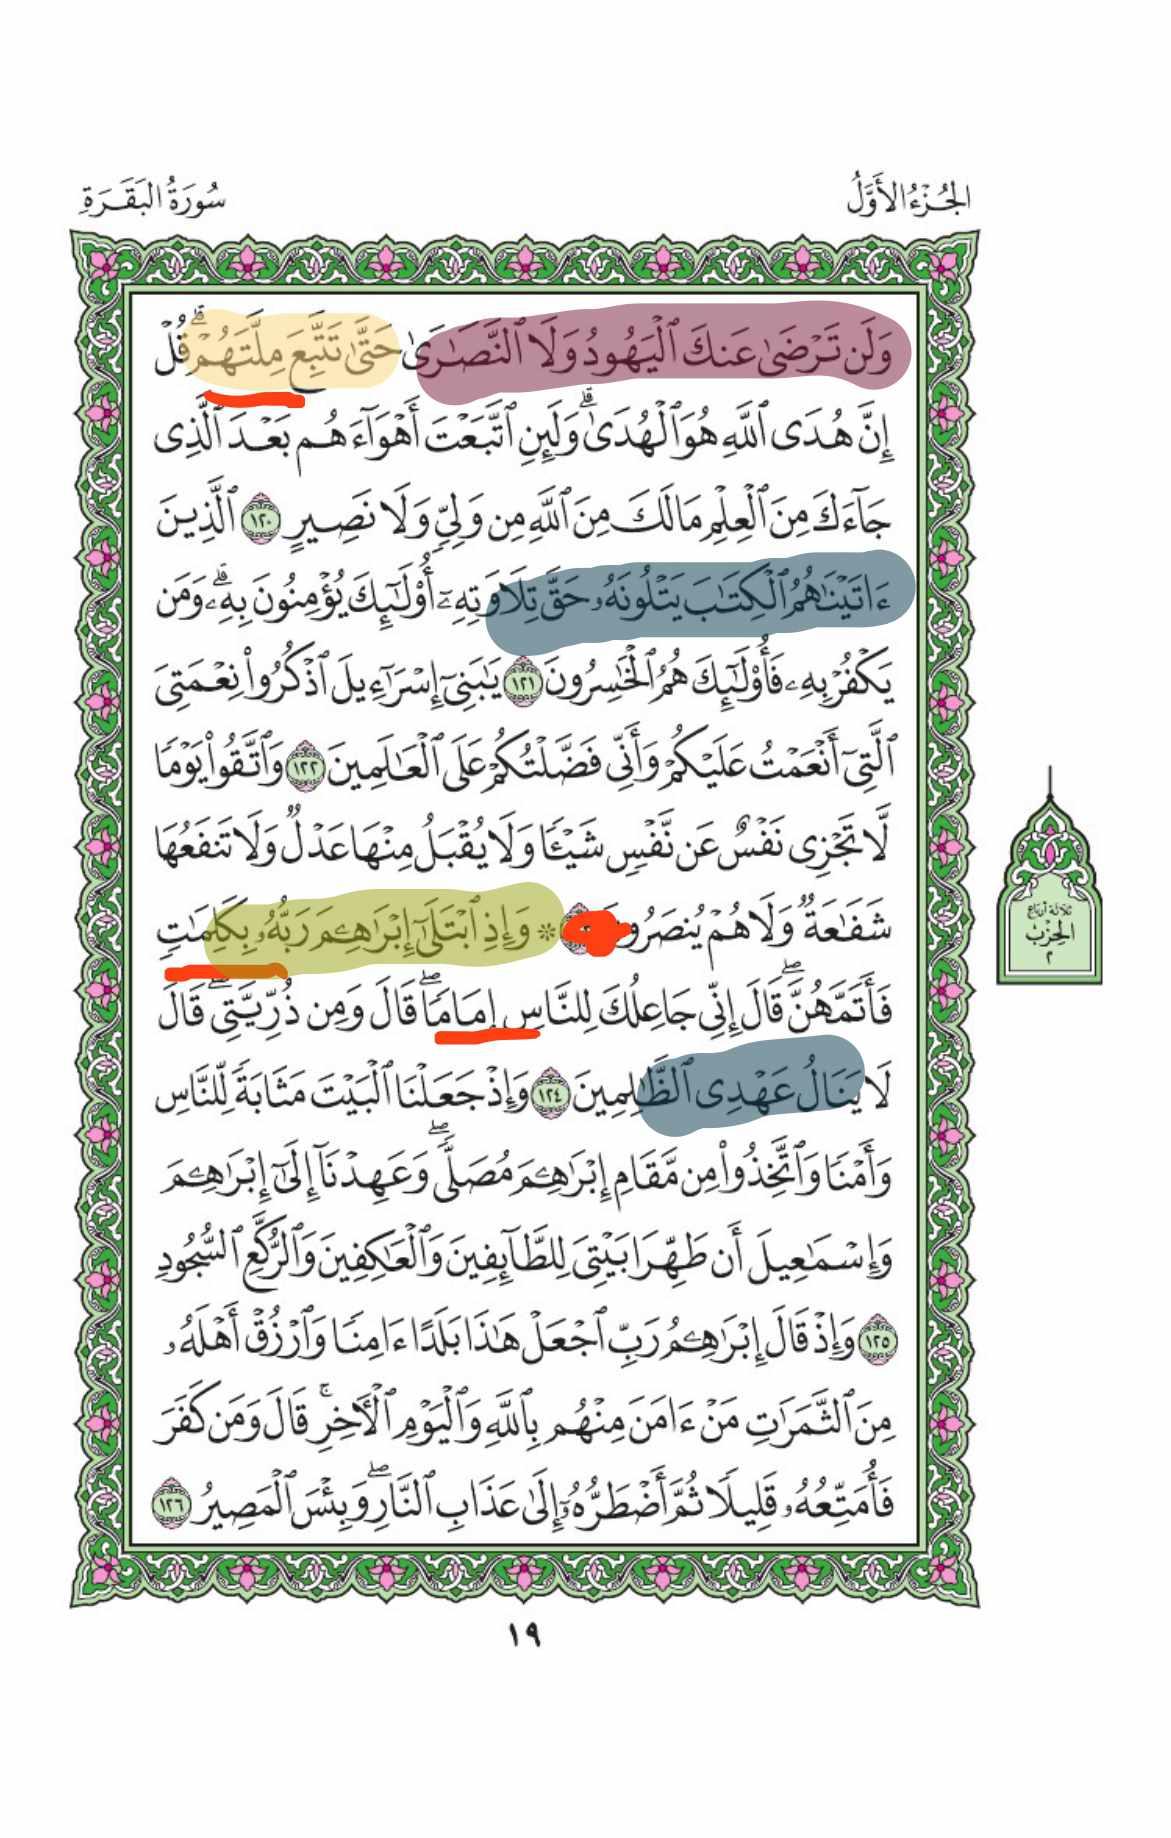 الجُزْءُ الأَوَّلُ
سُورَةُ البَقَرَةِ
وَلَن تَرْضَىٰ عَنكَ ٱلْيَهُودُ وَلَا ٱلنَّصَٰرَىٰ حَتَّىٰ تَتَّبِعَ مِلَّتَهُمْ ۗ قُلْ
إِنَّ هُدَى ٱللَّهِ هُوَ ٱلْهُدَىٰ ۗ وَلَئِنِ ٱتَّبَعْتَ أَهْوَآءَهُم بَعْدَ ٱلَّذِى
جَآءَكَ مِنَ ٱلْعِلْمِ مَا لَكَ مِنَ ٱللَّهِ مِن وَلِىٍّ وَلَا نَصِيرٍ ١٢٠ ٱلَّذِينَ
ءَاتَيْنَٰهُمُ ٱلْكِتَٰبَ يَتْلُونَهُۥ حَقَّ تِلَاوَتِهِۦٓ أُو۟لَٰٓئِكَ يُؤْمِنُونَ بِهِۦ ۗ وَمَن
يَكْفُرْ بِهِۦ فَأُو۟لَٰٓئِكَ هُمُ ٱلْخَٰسِرُونَ ١٢١ يَٰبَنِىٓ إِسْرَٰٓءِيلَ ٱذْكُرُوا۟ نِعْمَتِىَ
ٱلَّتِىٓ أَنْعَمْتُ عَلَيْكُمْ وَأَنِّى فَضَّلْتُكُمْ عَلَى ٱلْعَٰلَمِينَ ١٢٢ وَٱتَّقُوا۟ يَوْمًا
لَّا تَجْزِى نَفْسٌ عَن نَّفْسٍ شَيْـًٔا وَلَا يُقْبَلُ مِنْهَا عَدْلٌ وَلَا تَنفَعُهَا
شَفَٰعَةٌ وَلَا هُمْ يُنصَرُونَ ۞ وَإِذِ ٱبْتَلَىٰٓ إِبْرَٰهِـۧمَ رَبُّهُۥ بِكَلِمَٰتٍ
فَأَتَمَّهُنَّ ۖ قَالَ إِنِّى جَاعِلُكَ لِلنَّاسِ إِمَامًا ۖ قَالَ وَمِن ذُرِّيَّتِى ۖ قَالَ
لَا يَنَالُ عَهْدِى ٱلظَّٰلِمِينَ ١٢٤ وَإِذْ جَعَلْنَا ٱلْبَيْتَ مَثَابَةً لِّلنَّاسِ
وَأَمْنًا وَٱتَّخِذُوا۟ مِن مَّقَامِ إِبْرَٰهِـۧمَ مُصَلًّى ۖ وَعَهِدْنَآ إِلَىٰٓ إِبْرَٰهِـۧمَ
وَإِسْمَٰعِيلَ أَن طَهِّرَا بَيْتِىَ لِلطَّآئِفِينَ وَٱلْعَٰكِفِينَ وَٱلرُّكَّعِ ٱلسُّجُودِ
١٢٥ وَإِذْ قَالَ إِبْرَٰهِـۧمُ رَبِّ ٱجْعَلْ هَٰذَا بَلَدًا ءَامِنًا وَٱرْزُقْ أَهْلَهُۥ
مِنَ ٱلثَّمَرَٰتِ مَنْ ءَامَنَ مِنْهُم بِٱللَّهِ وَٱلْيَوْمِ ٱلْءَاخِرِ ۚ قَالَ وَمَن كَفَرَ
فَأُمَتِّعُهُۥ قَلِيلًا ثُمَّ أَضْطَرُّهُۥٓ إِلَىٰ عَذَابِ ٱلنَّارِ ۖ وَبِئْسَ ٱلْمَصِيرُ ١٢٦
ثلاثة أرباع
الحزب
٢
١٩